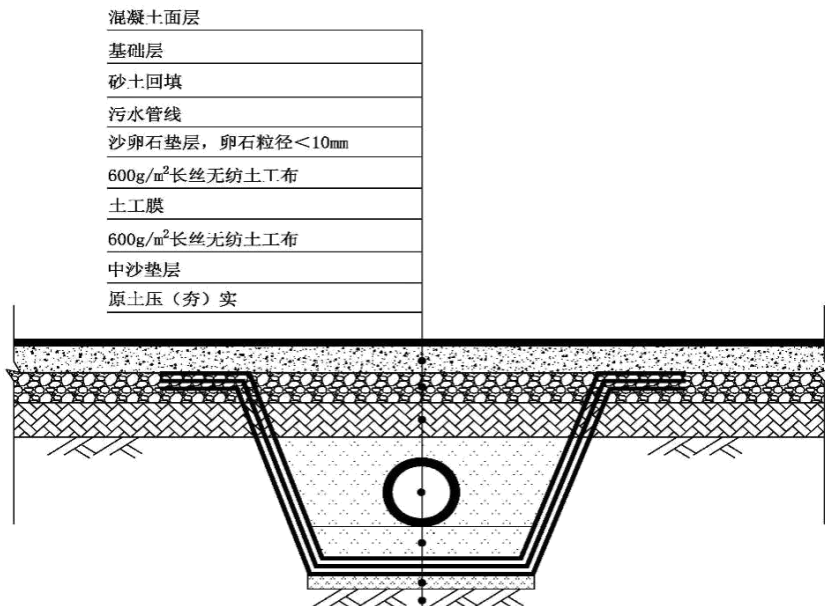 混凝土面层
基础层
砂土回填
污水管线
沙卵石垫层，卵石粒径＜10mm
600g/m²长丝无纺土工布
土工膜
600g/m²长丝无纺土工布
中沙垫层
原土压（夯）实